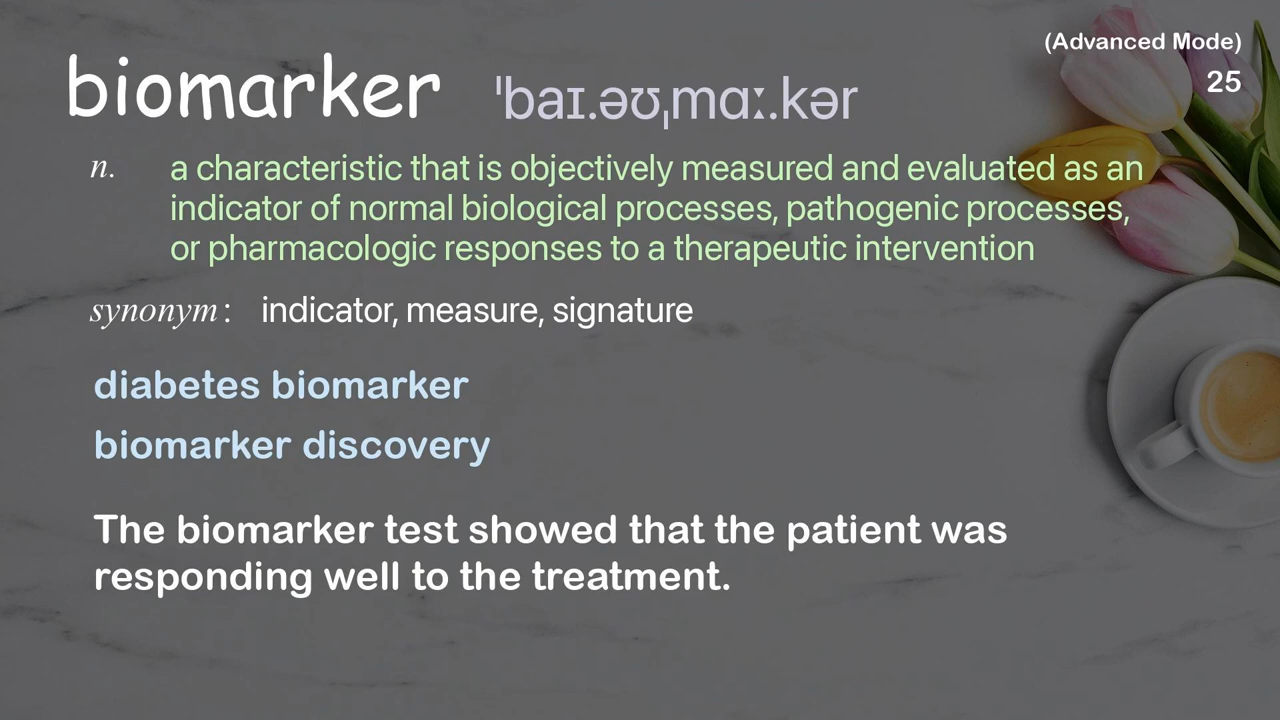 (Advanced Mode)
25
biomarker ˈbaɪ.əʊˌmɑː.kər
n. a characteristic that is objectively measured and evaluated as an
indicator of normal biological processes, pathogenic processes,
or pharmacologic responses to a therapeutic intervention
synonym: indicator, measure, signature
diabetes biomarker
biomarker discovery
The biomarker test showed that the patient was
responding well to the treatment.